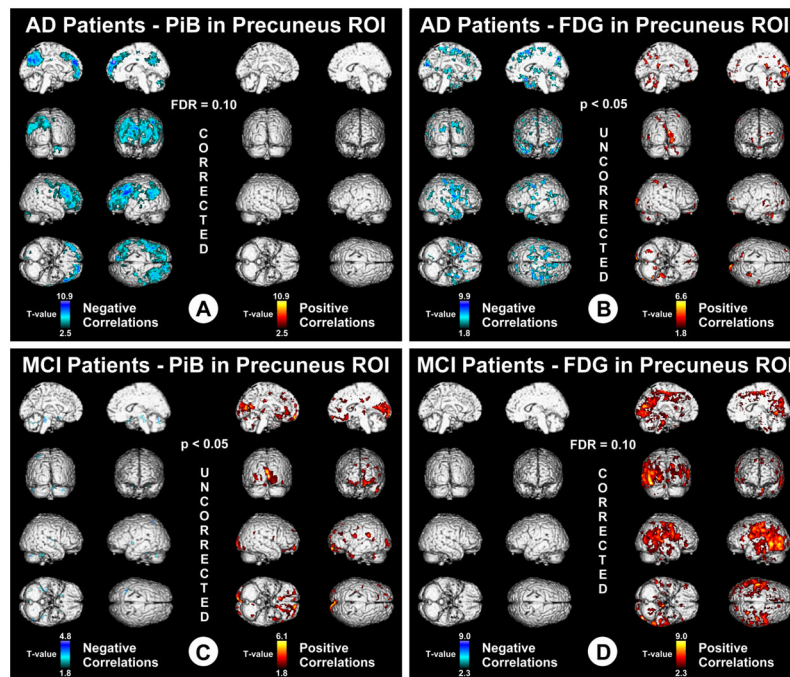 AD Patients - PiB in Precuneus ROI
FDR = 0.10
CORRECTED
10.9
T-value
2.5
Negative
Correlations
A
10.9
T-value
2.5
Positive
Correlations
AD Patients - FDG in Precuneus ROI
p < 0.05
UNCORRECTED
9.9
T-value
1.8
Negative
Correlations
B
6.6
T-value
1.8
Positive
Correlations
MCI Patients - PiB in Precuneus ROI
p < 0.05
UNCORRECTED
4.8
T-value
1.8
Negative
Correlations
C
6.1
T-value
1.8
Positive
Correlations
MCI Patients - FDG in Precuneus ROI
FDR = 0.10
CORRECTED
9.0
T-value
2.3
Negative
Correlations
D
9.0
T-value
2.3
Positive
Correlations